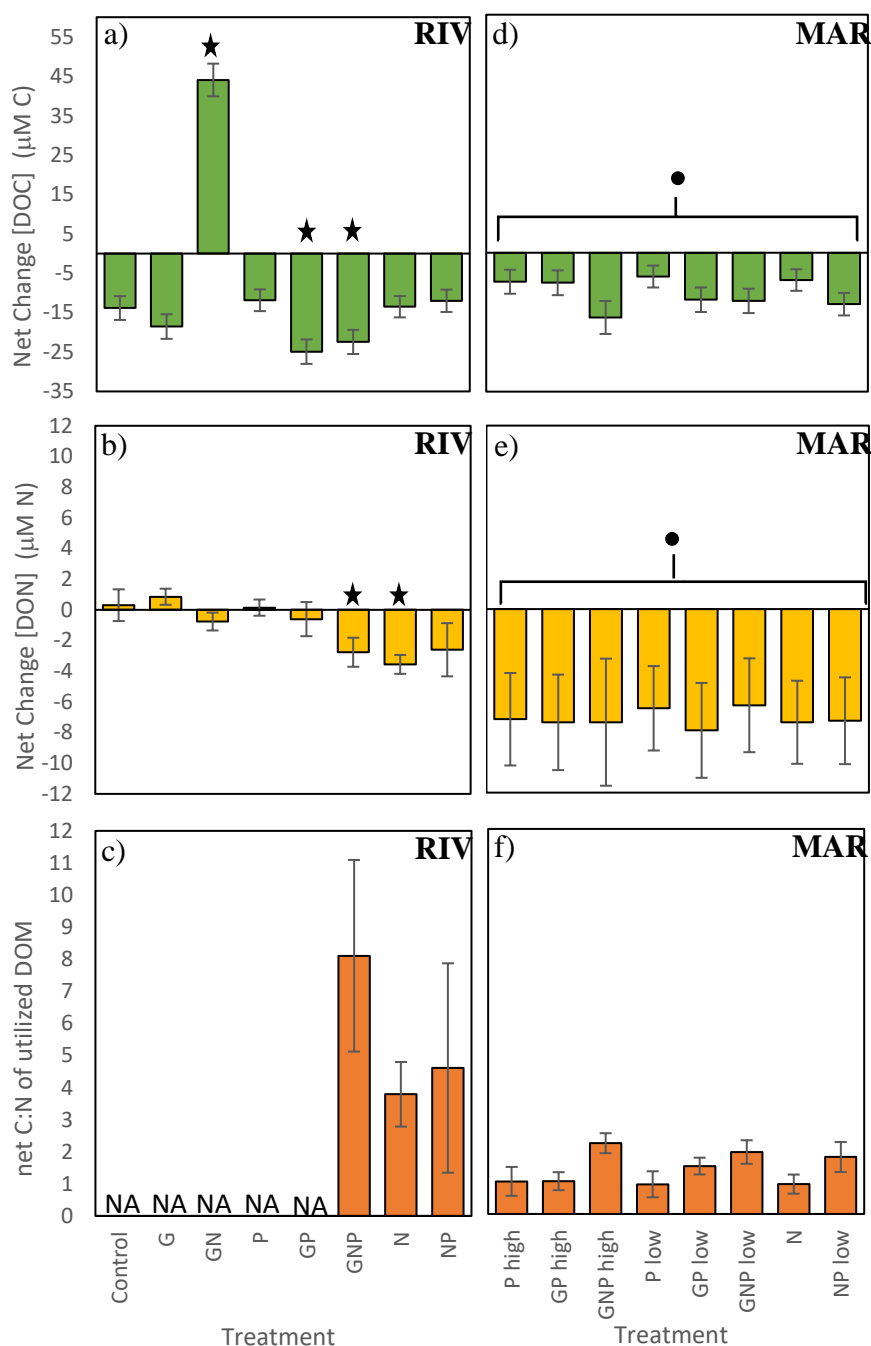 a)
RIV
d)
MAR
Net Change [DOC] (µM C)
55
45
35
25
15
5
-5
-15
-25
-35
b)
RIV
e)
MAR
Net Change [DON] (µM N)
12
10
8
6
4
2
0
-2
-4
-6
-8
-10
-12
c)
RIV
f)
MAR
net C:N of utilized DOM
12
11
10
9
8
7
6
5
4
3
2
1
0
NA NA NA NA NA
Control G GN P GP GNP N NP
P high GP high GNP high P low GP low GNP low N NP low
Treatment
Treatment